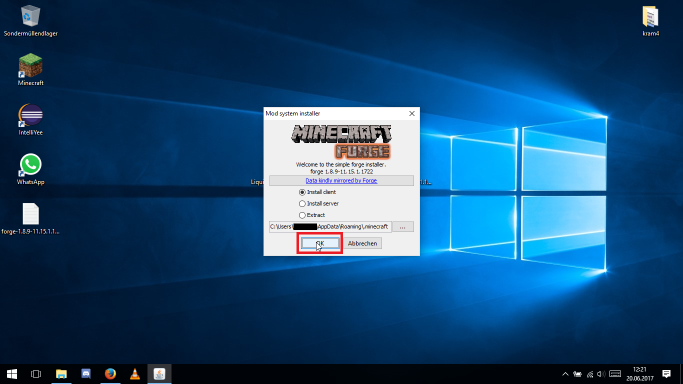 Sondermüllendlager
kram4
Minecraft
IntelliYee
WhatsApp
forge-1.8.9-11.15.1.1...
Mod system installer
MINECRAFT
FORGE
Welcome to the simple forge installer.
forge 1.8.9-11.15.1.1722
Data kindly mirrored by Forge
Install client
Install server
Extract
C:\Users\ AppData\Roaming\.minecraft
...
OK
Abbrechen
Liqu
12:21
20.06.2017